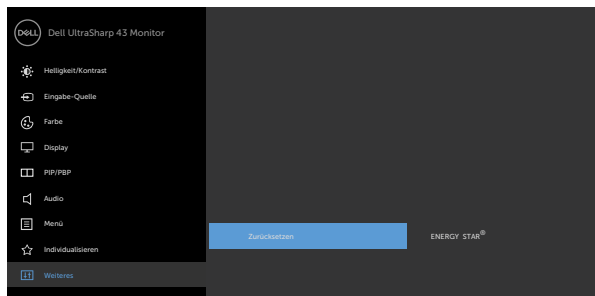 DELL
Dell UltraSharp 43 Monitor
Helligkeit/Kontrast
Eingabe-Quelle
Farbe
Display
PIP/PBP
Audio
Menü
Individualisieren
Weiteres
Zurücksetzen
ENERGY STAR®